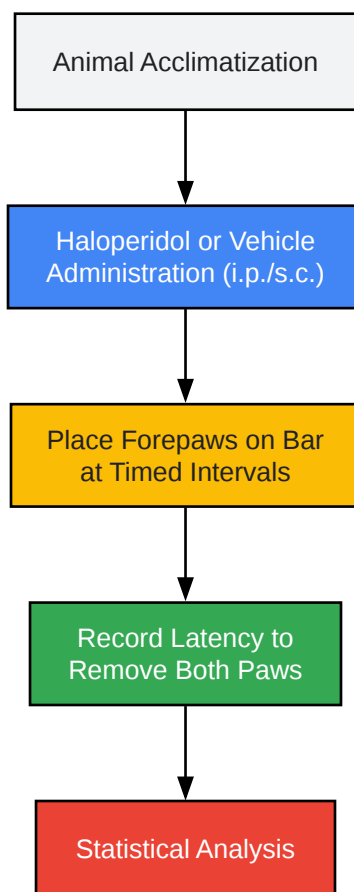 Animal Acclimatization
Haloperidol or Vehicle
Administration (i.p./s.c.)
Place Forepaws on Bar
at Timed Intervals
Record Latency to
Remove Both Paws
Statistical Analysis